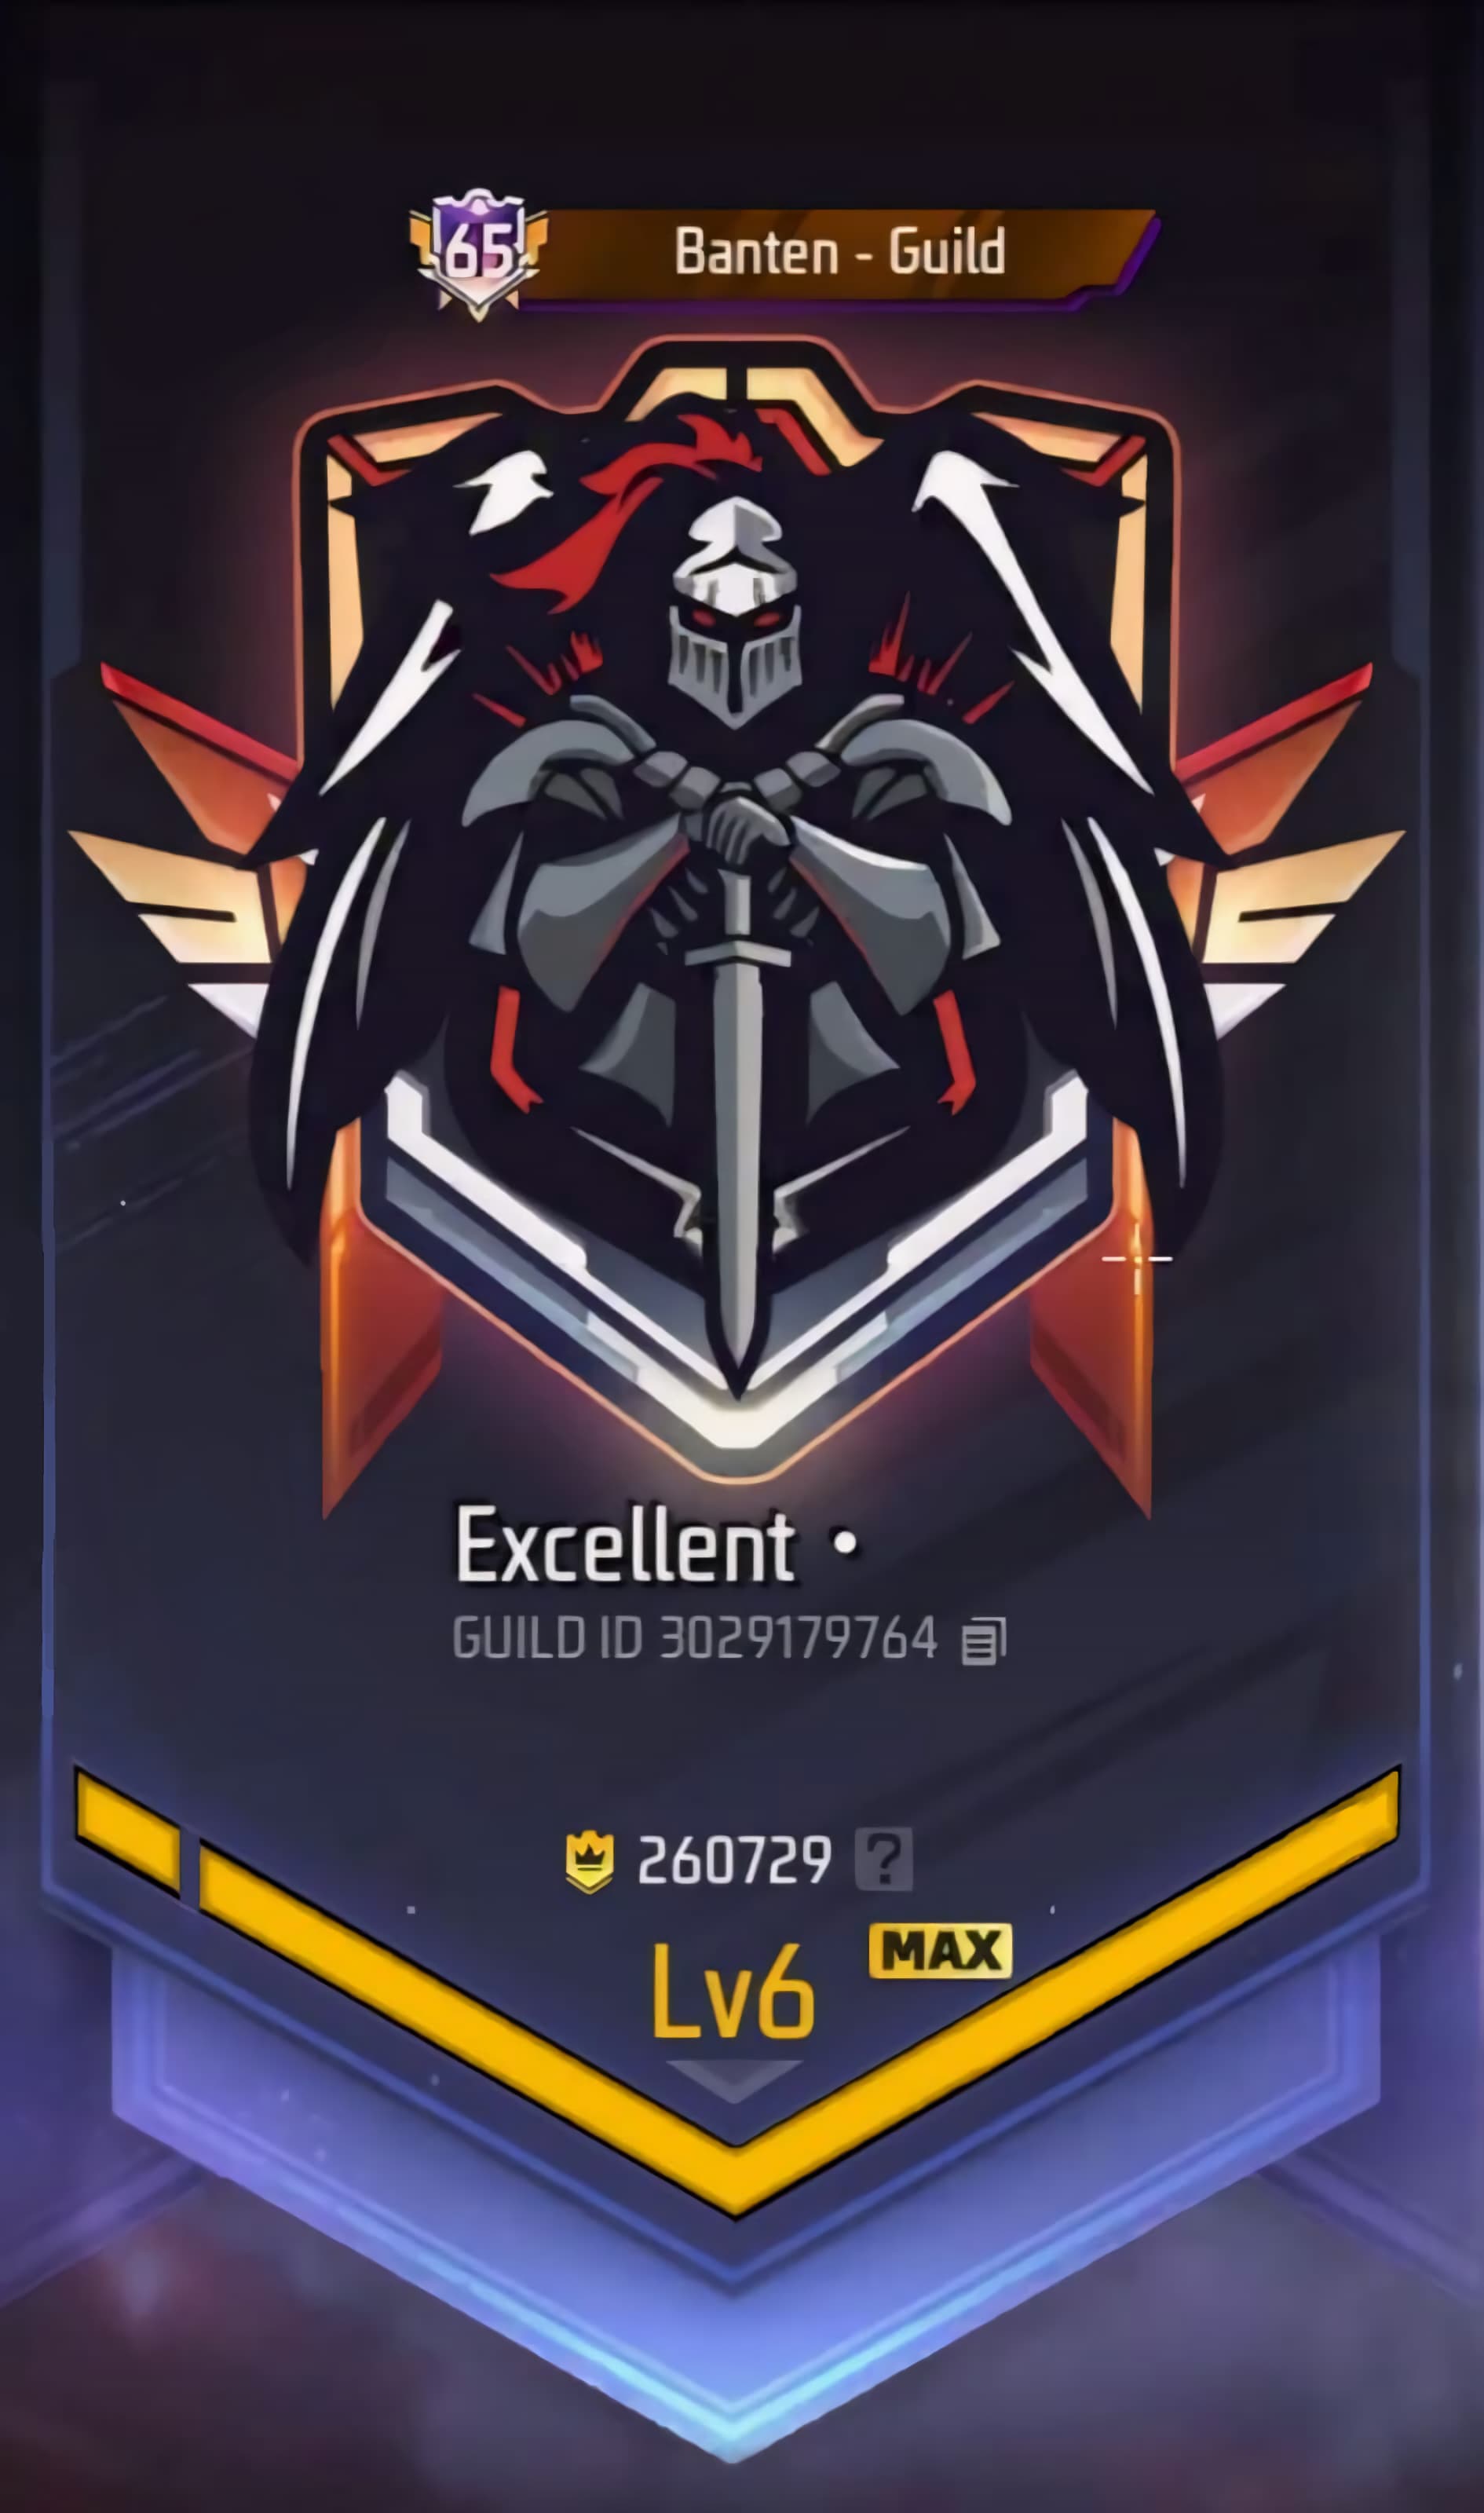 65 Banten - Guild
Excellent •
GUILD ID 3029179764
260729 ?
MAX
Lv6